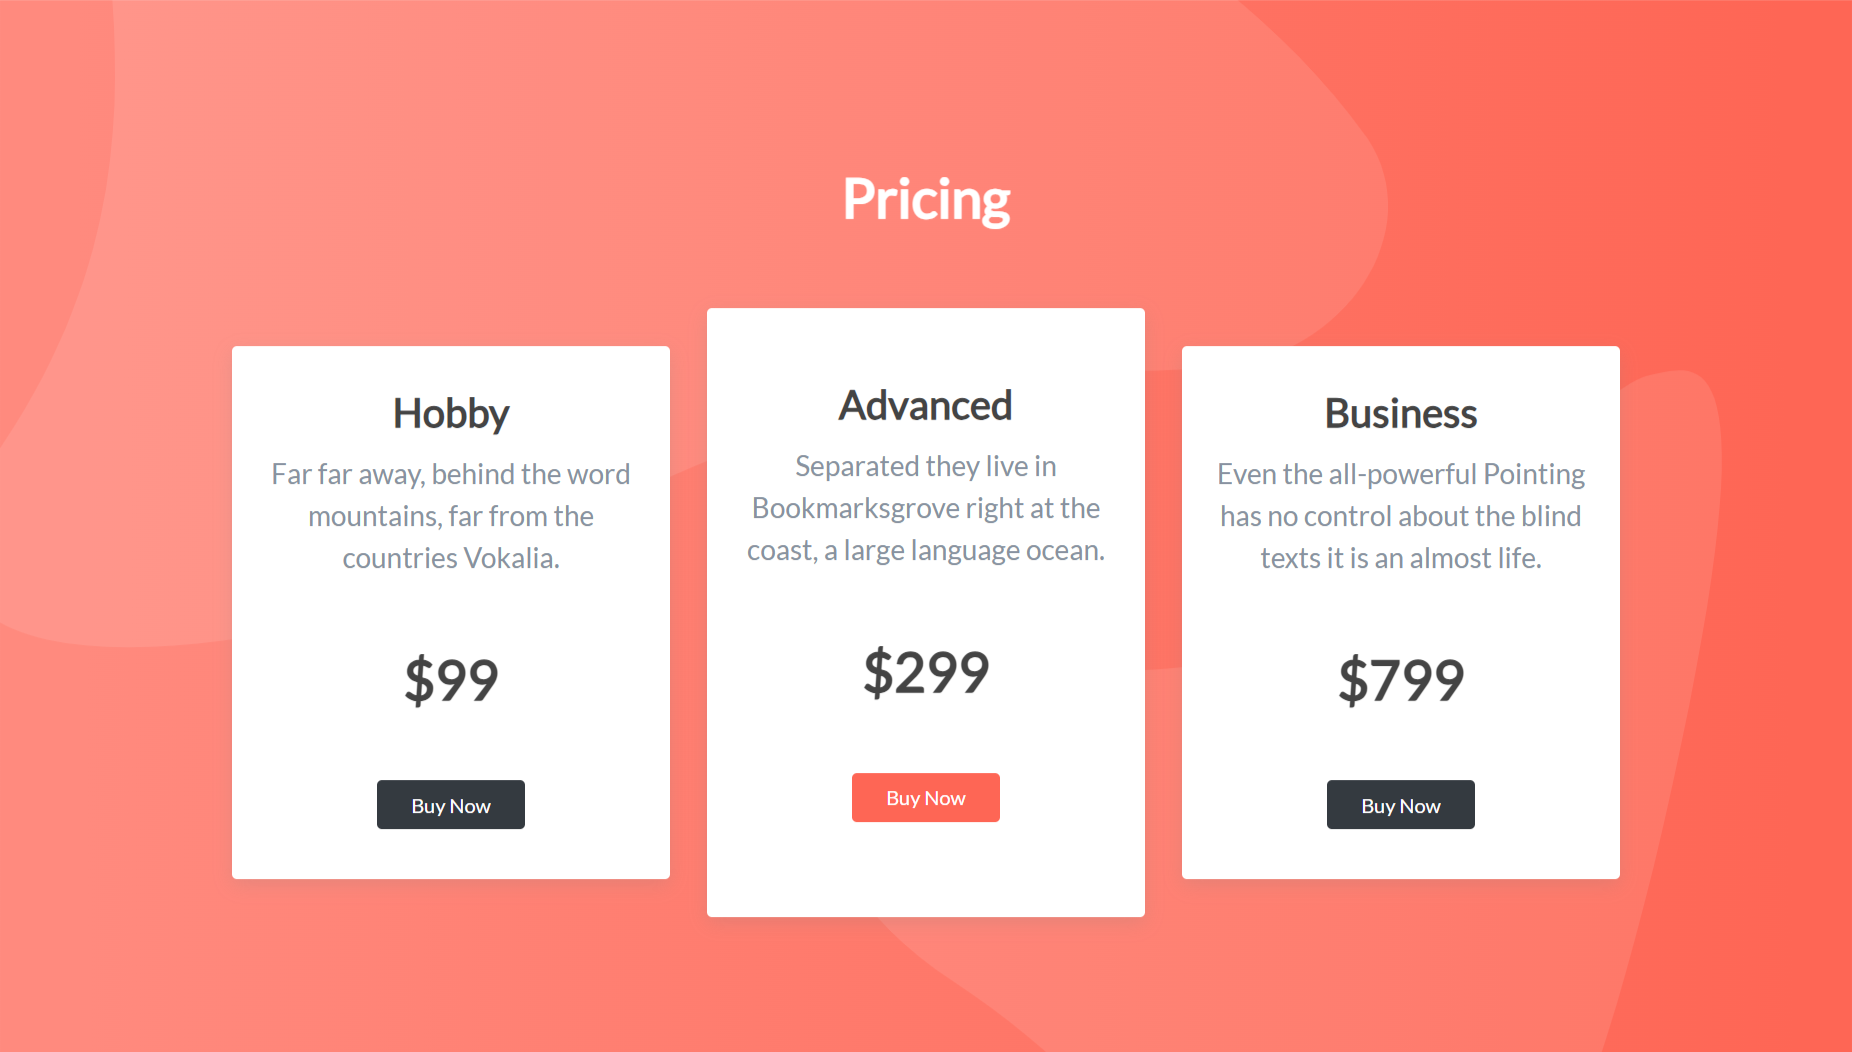 Pricing
Hobby
Far far away, behind the word
mountains, far from the
countries Vokalia.
$99
Buy Now
Advanced
Separated they live in
Bookmarksgrove right at the
coast, a large language ocean.
$299
Buy Now
Business
Even the all-powerful Pointing
has no control about the blind
texts it is an almost life.
$799
Buy Now